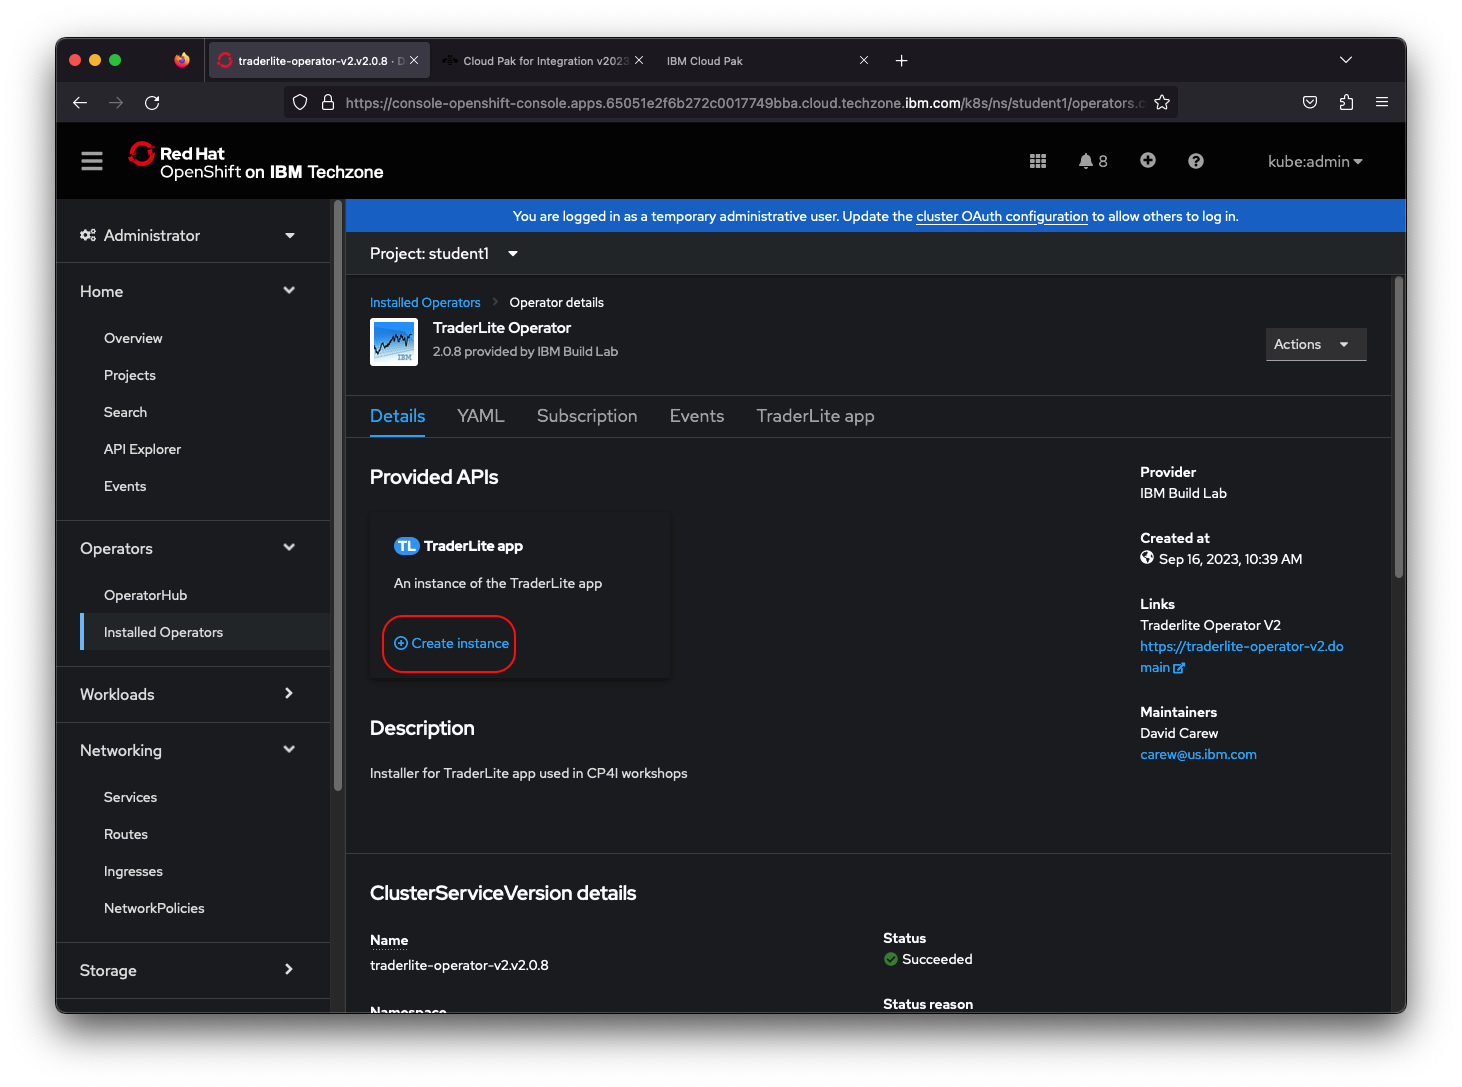 traderlite-operator-v2.v2.0.8 · D
Cloud Pak for Integration v2023
IBM Cloud Pak
https://console-openshift-console.apps.65051e2f6b272c0017749bba.cloud.techzone.ibm.com/k8s/ns/student1/operators.c
Red Hat
OpenShift on IBM Techzone
8
kube:admin
Administrator
Home
Overview
Projects
Search
API Explorer
Events
Operators
OperatorHub
Installed Operators
Workloads
Networking
Services
Routes
Ingresses
NetworkPolicies
Storage
You are logged in as a temporary administrative user. Update the cluster OAuth configuration to allow others to log in.
Project: student1
Installed Operators
Operator details
IBM
TraderLite Operator
2.0.8 provided by IBM Build Lab
Actions
Details
YAML
Subscription
Events
TraderLite app
Provided APIs
TL TraderLite app
An instance of the TraderLite app
Create instance
Description
Installer for TraderLite app used in CP4I workshops
Provider
IBM Build Lab
Created at
Sep 16, 2023, 10:39 AM
Links
Traderlite Operator V2
https://traderlite-operator-v2.do
main
Maintainers
David Carew
carew@us.ibm.com
ClusterServiceVersion details
Name
traderlite-operator-v2.v2.0.8
Namespace
Status
Succeeded
Status reason